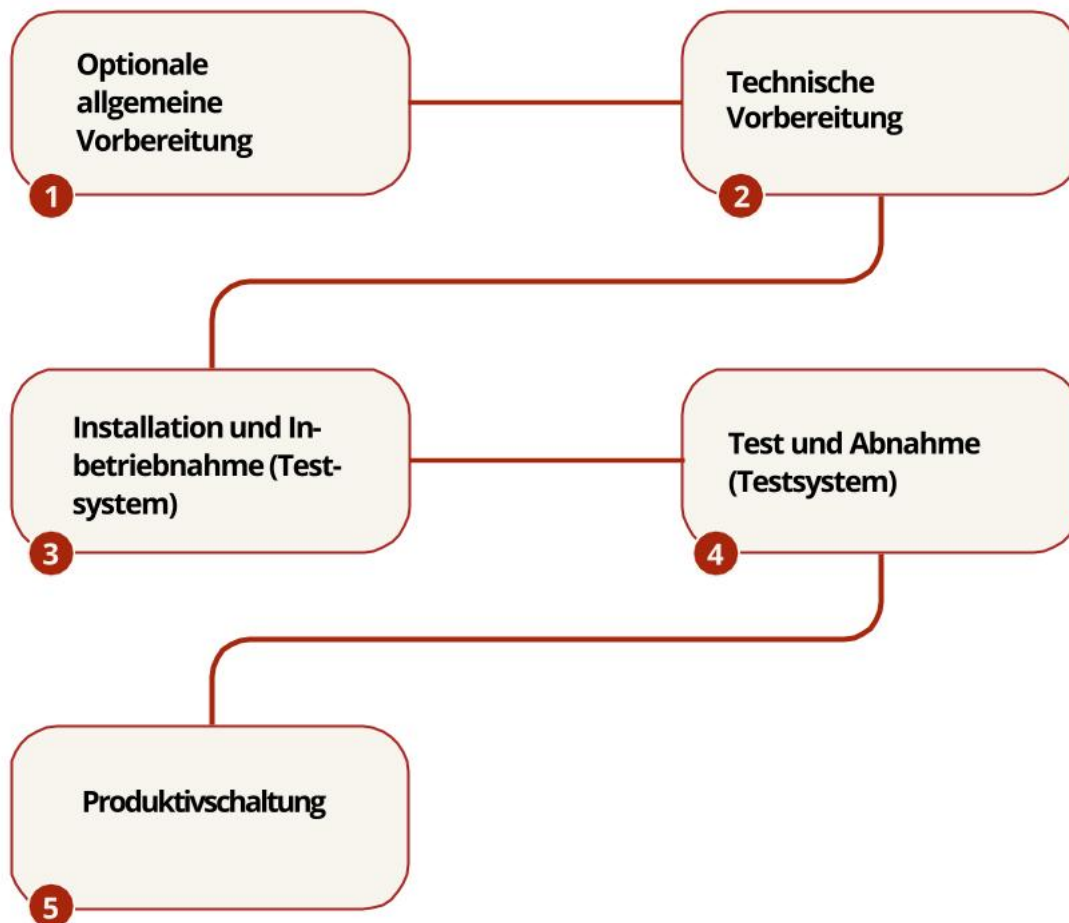 Optionale
allgemeine
Vorbereitung
1
Technische
Vorbereitung
2
Installation und In-
betriebnahme (Test-
system)
3
Test und Abnahme
(Testsystem)
4
Produktivschaltung
5